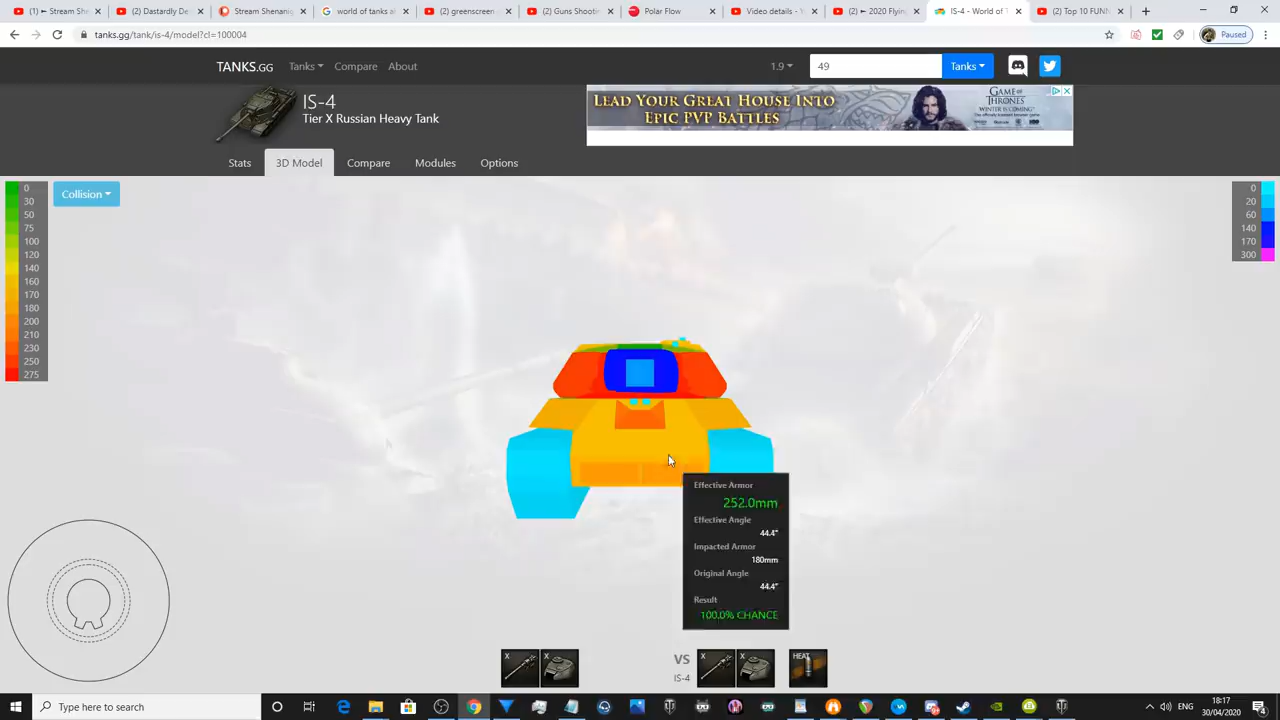 (1) ► Stream She
(2) Dastardly De
Stream Shenanig
world of tanks ai
(2) greenscreen
(2) Guns Shootin
Polar Flow
Video details - Y
(2) ► 2020 Flying
IS-4 - World of T
(2) Top 10 FUNN
tanks.gg/tank/is-4/model?cl=100004
Paused
TANKS.GG
Tanks
Compare
About
1.9
49
Tanks
IS-4
Tier X Russian Heavy Tank
LEAD YOUR GREAT HOUSE INTO
EPIC PVP BATTLES
GAME OF
THRONES
WINTER IS COMING
Stats
3D Model
Compare
Modules
Options
Collision
0
30
50
75
100
120
140
160
170
180
200
210
230
250
275
0
20
60
140
170
300
Effective Armor
252.0mm
Effective Angle
44.4°
Impacted Armor
180mm
Original Angle
44.4°
Result
100.0% CHANCE
X
X
VS
IS-4
X
X
HEAT
Type here to search
ENG
18:17
30/04/2020